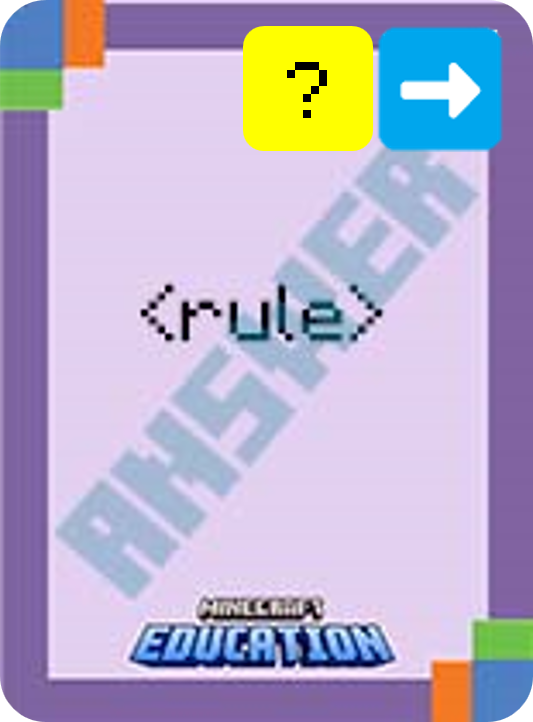 ?
<rule>
ANSWER
MINECRAFT
EDUCATION